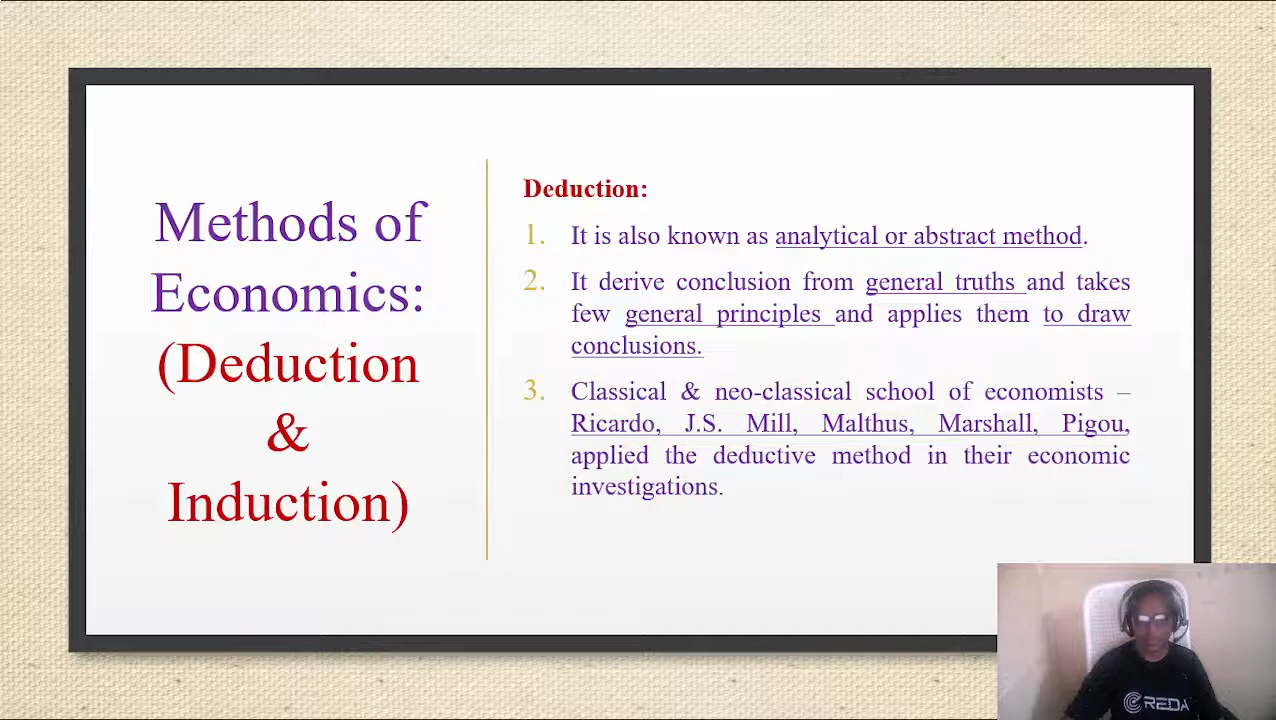 Methods of
Economics:
(Deduction
&
Induction)
Deduction:
1. It is also known as analytical or abstract method.
2. It derive conclusion from general truths and takes
few general principles and applies them to draw
conclusions.
3. Classical & neo-classical school of economists –
Ricardo, J.S. Mill, Malthus, Marshall, Pigou,
applied the deductive method in their economic
investigations.
REDA